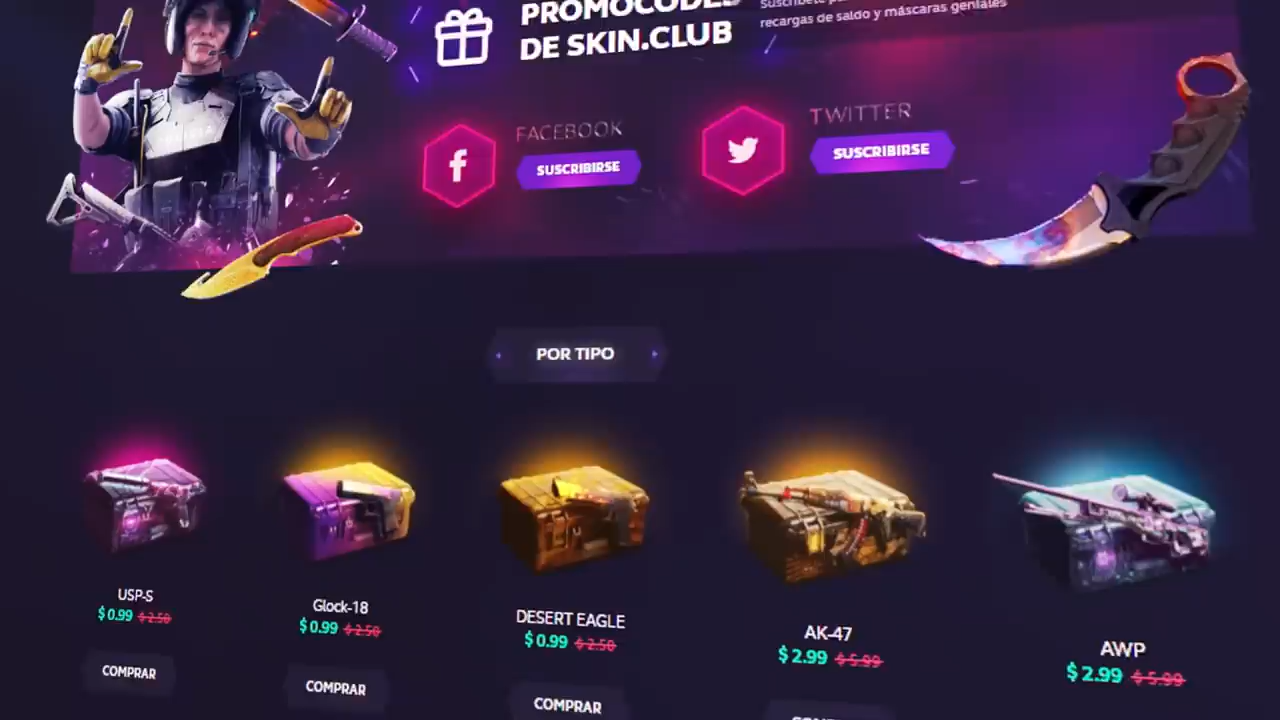 PROMOCODES
DE SKIN.CLUB
recargas de saldo y máscaras geniales
FACEBOOK
SUSCRIBIRSE
TWITTER
SUSCRIBIRSE
POR TIPO
USP-S
$ 0.99 $ 2.50
COMPRAR
Glock-18
$ 0.99 $ 2.50
COMPRAR
DESERT EAGLE
$ 0.99 $ 2.50
COMPRAR
AK-47
$ 2.99 $ 5.99
AWP
$ 2.99 $ 5.99